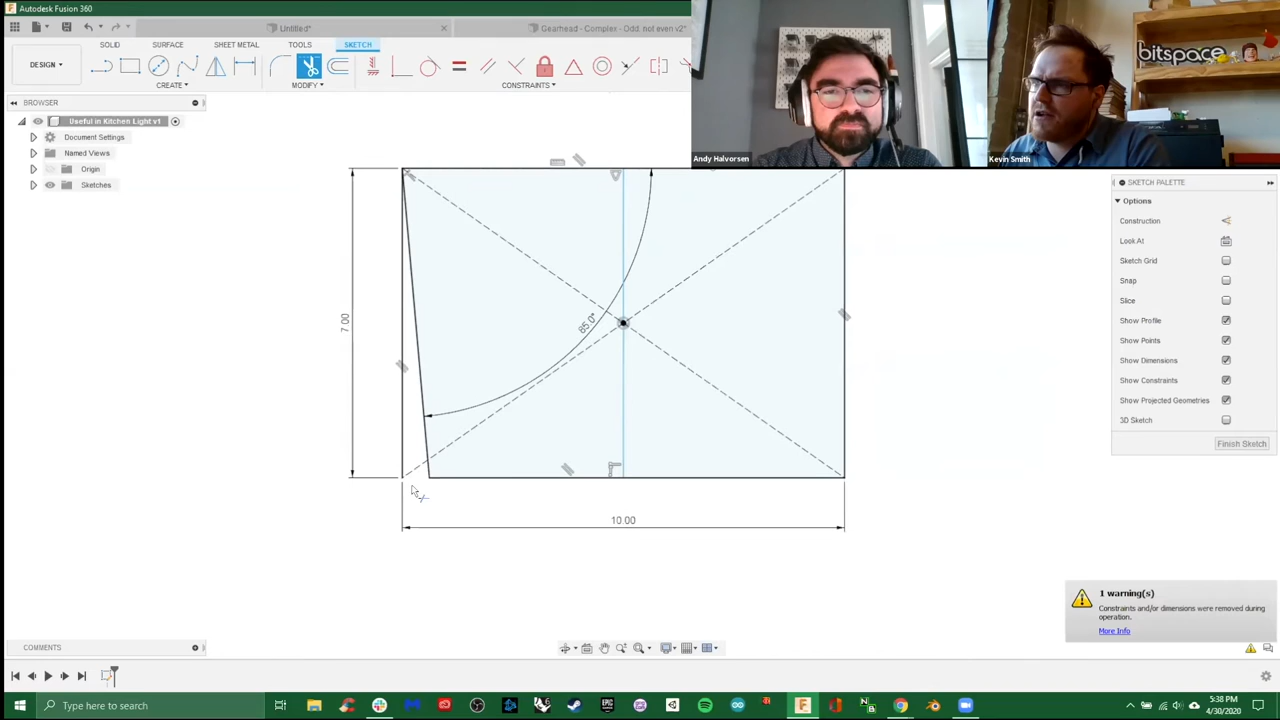 Autodesk Fusion 360
Untitled*
Gearhead - Complex - Odd. not even v2*
DESIGN
SOLID
SURFACE
SHEET METAL
TOOLS
SKETCH
CREATE
MODIFY
CONSTRAINTS
BROWSER
Useful in Kitchen Light v1
Document Settings
Named Views
Origin
Sketches
bitspace
Andy Halvorsen
Kevin Smith
SKETCH PALETTE
Options
Construction
Look At
Sketch Grid
Snap
Slice
Show Profile
Show Points
Show Dimensions
Show Constraints
Show Projected Geometries
3D Sketch
Finish Sketch
7.00
85.0°
10.00
1 warning(s)
Constraints and/or dimensions were removed during
operation.
More Info
COMMENTS
Type here to search
5:38 PM
4/30/2020